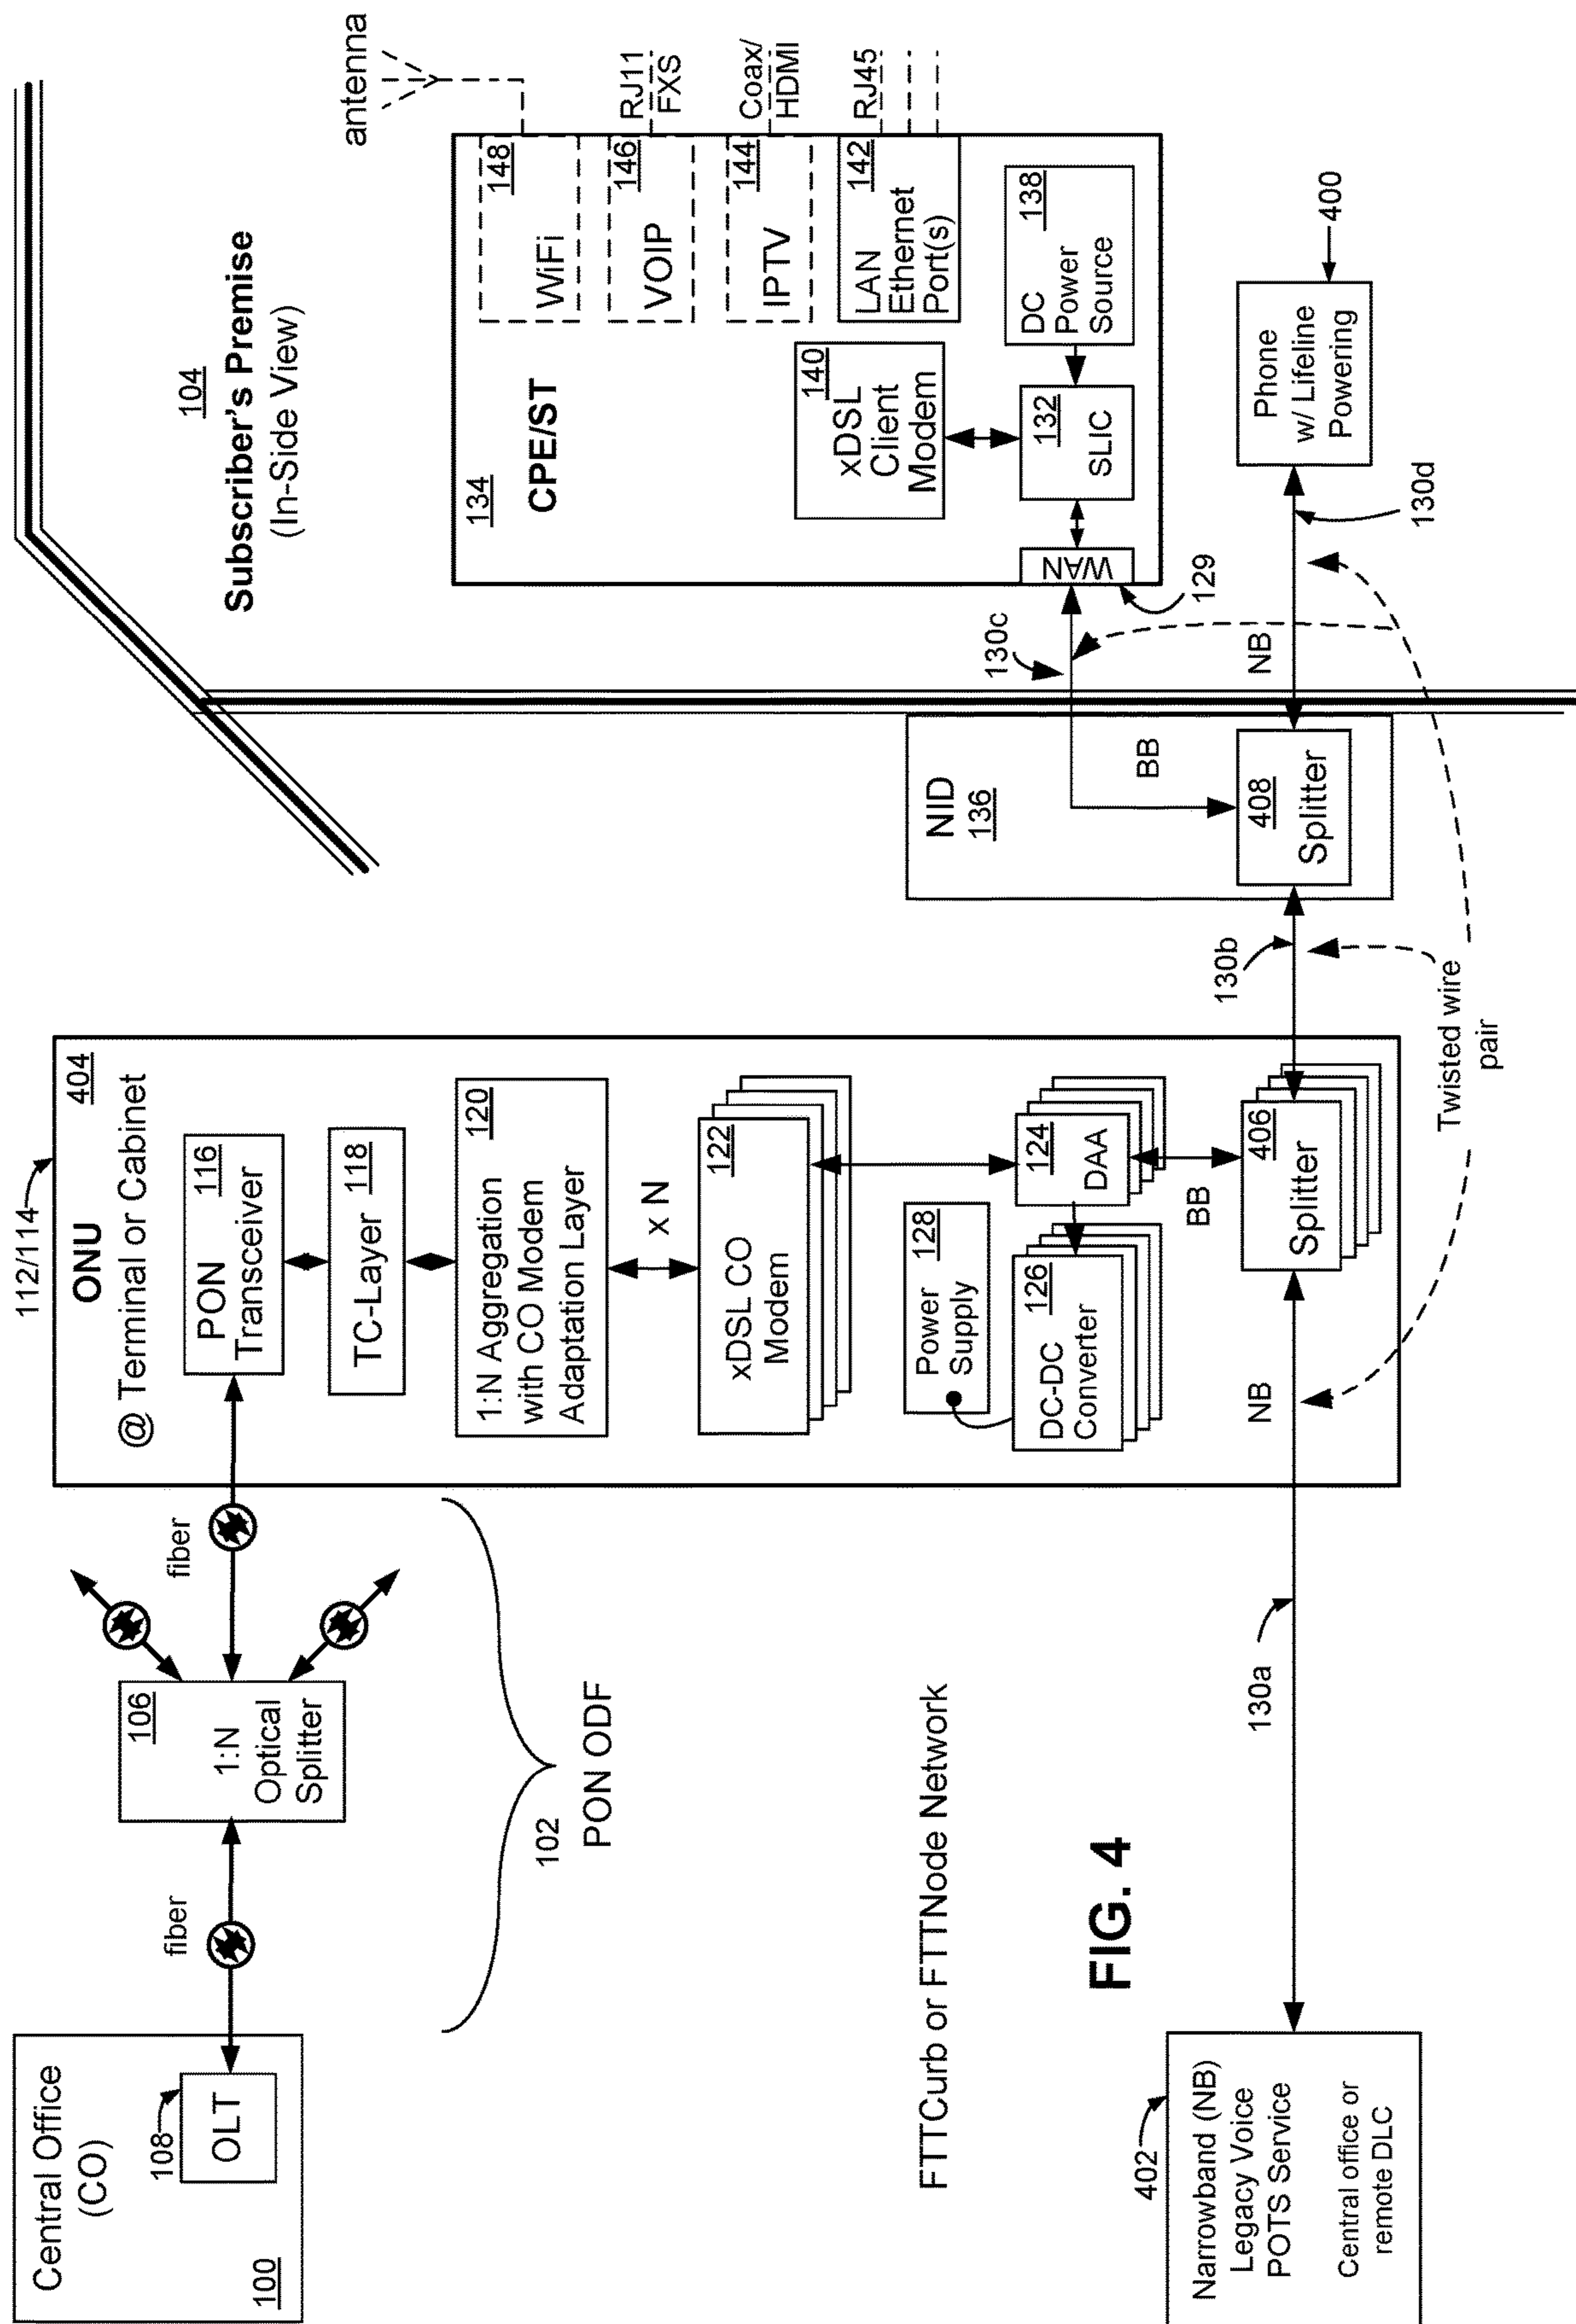 Central Office
(CO)
108
OLT
100
fiber
106
1:N
Optical
Splitter
fiber
102
PON ODF
112/114
ONU
404
@ Terminal or Cabinet
PON
116
Transceiver
TC-Layer
118
120
1:N Aggregation
with CO Modem
Adaptation Layer
x N
122
xDSL CO
Modem
Power
128
Supply
124
DAA
126
DC-DC
Converter
BB
406
Splitter
NB
130a
402
Narrowband (NB)
Legacy Voice
POTS Service
Central office or
remote DLC
Twisted wire
pair
130b
NID
136
BB
408
Splitter
NB
130c
130d
129
104
Subscriber's Premise
(In-Side View)
134
CPE/ST
WAN
132
SLIC
140
xDSL
Client
Modem
138
DC
Power
Source
WiFi
148
VOIP
146
IPTV
144
LAN
142
Ethernet
Port(s)
antenna
RJ11
FXS
Coax/
HDMI
RJ45
Phone
w/ Lifeline
Powering
400
FTTCurb or FTTNode Network
FIG. 4